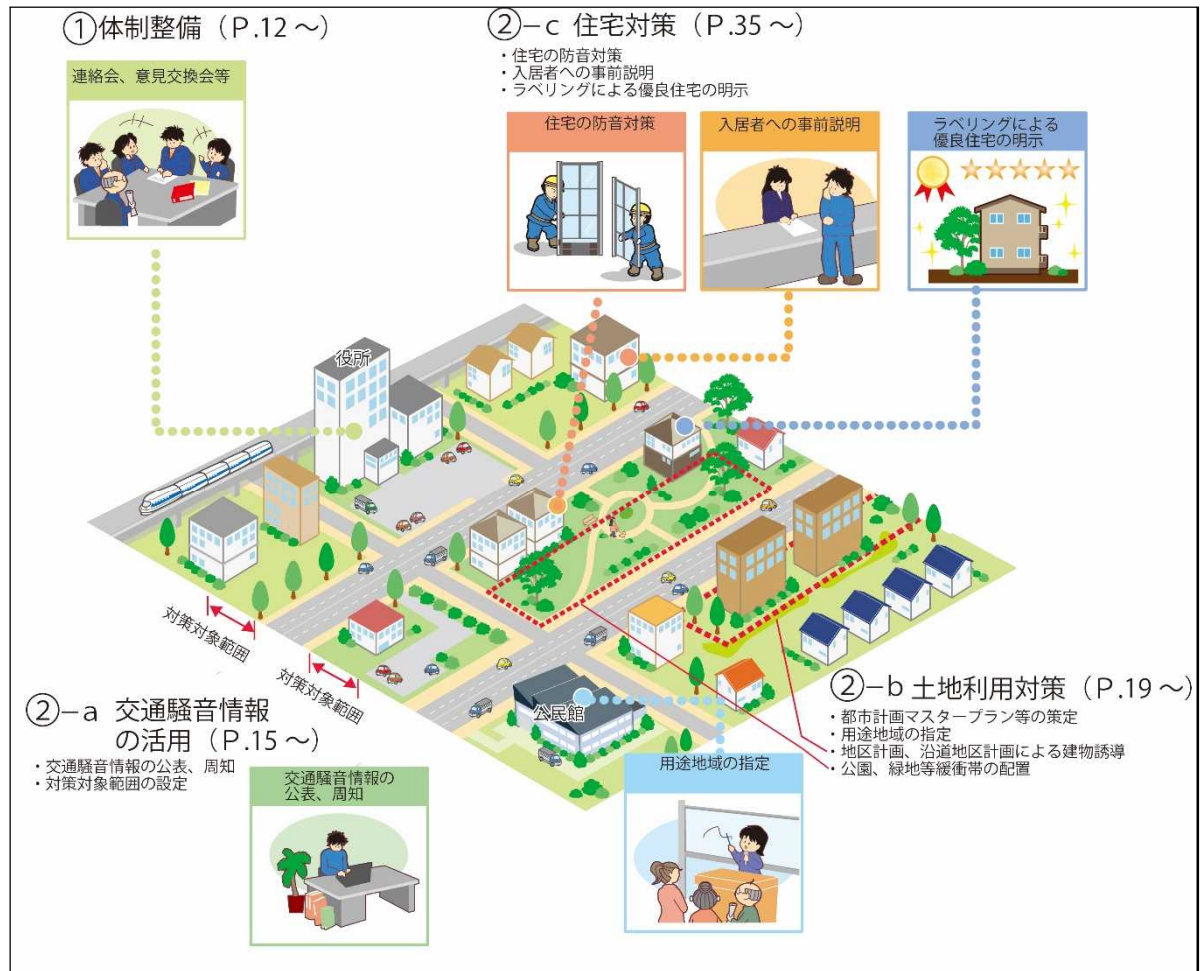 ①体制整備（P.12～）
連絡会、意見交換会等
②−c 住宅対策（P.35～）
・住宅の防音対策
・入居者への事前説明
・ラベリングによる優良住宅の明示
住宅の防音対策
入居者への事前説明
ラベリングによる
優良住宅の明示
役所
対策対象範囲
対策対象範囲
公民館
②−a 交通騒音情報
の活用（P.15～）
・交通騒音情報の公表、周知
・対策対象範囲の設定
交通騒音情報の
公表、周知
用途地域の指定
②−b 土地利用対策（P.19～）
・都市計画マスタープラン等の策定
・用途地域の指定
・地区計画、沿道地区計画による建物誘導
・公園、緑地等緩衝帯の配置